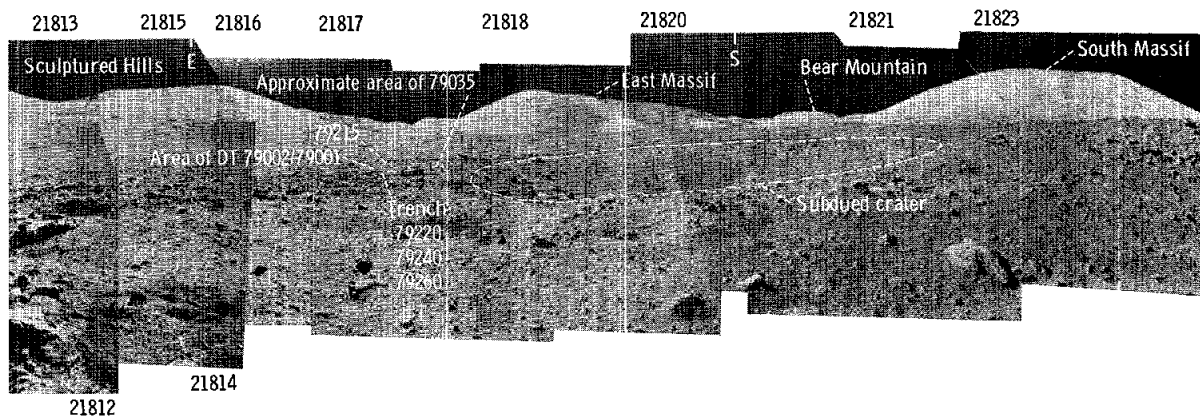 21813 21815 21816 21817 21818 21820 21821 21823
E
S
South Massif
Sculptured Hills
Bear Mountain
Approximate area of 79035
East Massif
79215
Area of DT 79002/79001
Trench
Subdued crater
79220
79240
79260
21814
21812